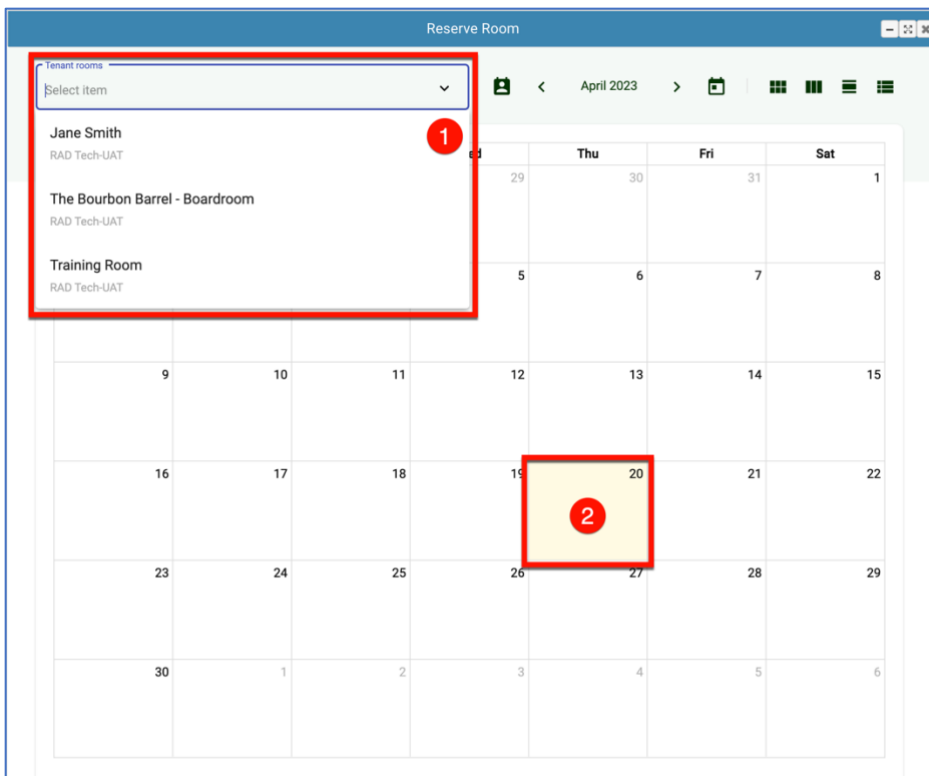 Reserve Room
Tenant rooms
Select item
April 2023
Jane Smith
RAD Tech-UAT
1
The Bourbon Barrel - Boardroom
RAD Tech-UAT
Training Room
RAD Tech-UAT
Thu Fri Sat
29 30 31 1
5 6 7 8
9 10 11 12 13 14 15
16 17 18 19 20 21 22
2
23 24 25 26 27 28 29
30 1 2 3 4 5 6